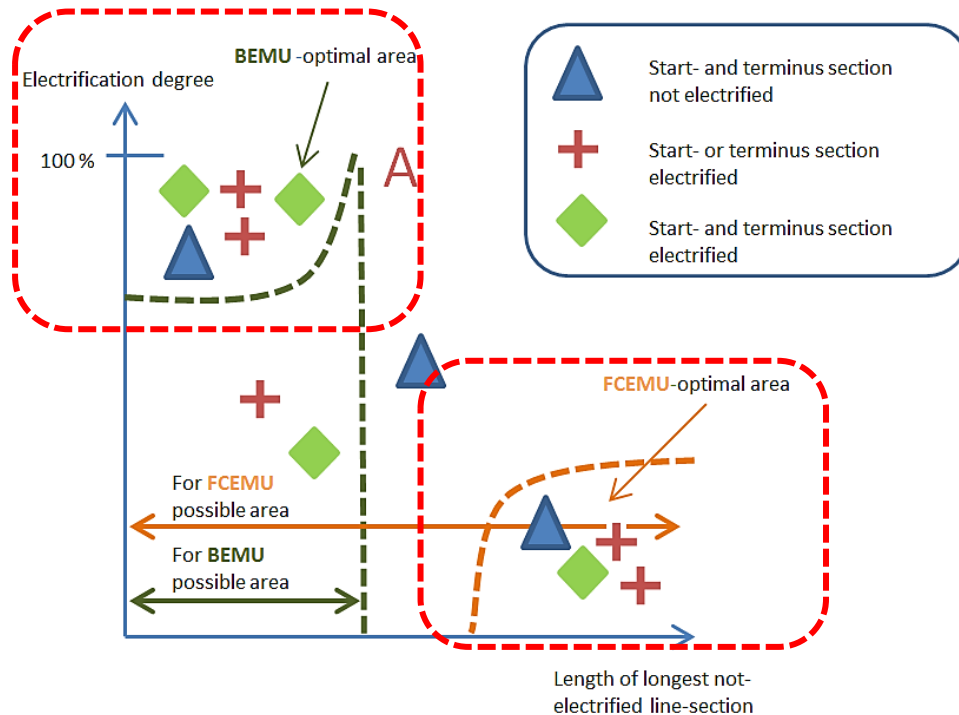 BEMU -optimal area
Electrification degree
100 %
A
Start- and terminus section
not electrified
Start- or terminus section
electrified
Start- and terminus section
electrified
FCEMU-optimal area
For FCEMU
possible area
For BEMU
possible area
Length of longest not-
electrified line-section